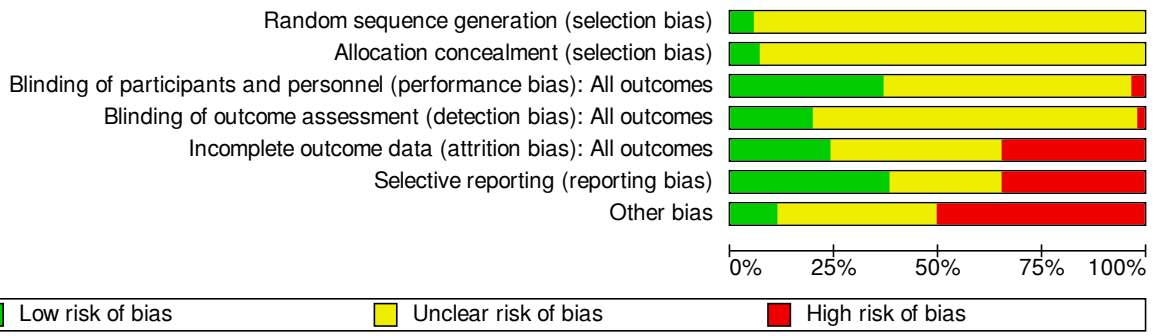 Random sequence generation (selection bias)
Allocation concealment (selection bias)
Blinding of participants and personnel (performance bias): All outcomes
Blinding of outcome assessment (detection bias): All outcomes
Incomplete outcome data (attrition bias): All outcomes
Selective reporting (reporting bias)
Other bias
0% 25% 50% 75% 100%
Low risk of bias Unclear risk of bias High risk of bias